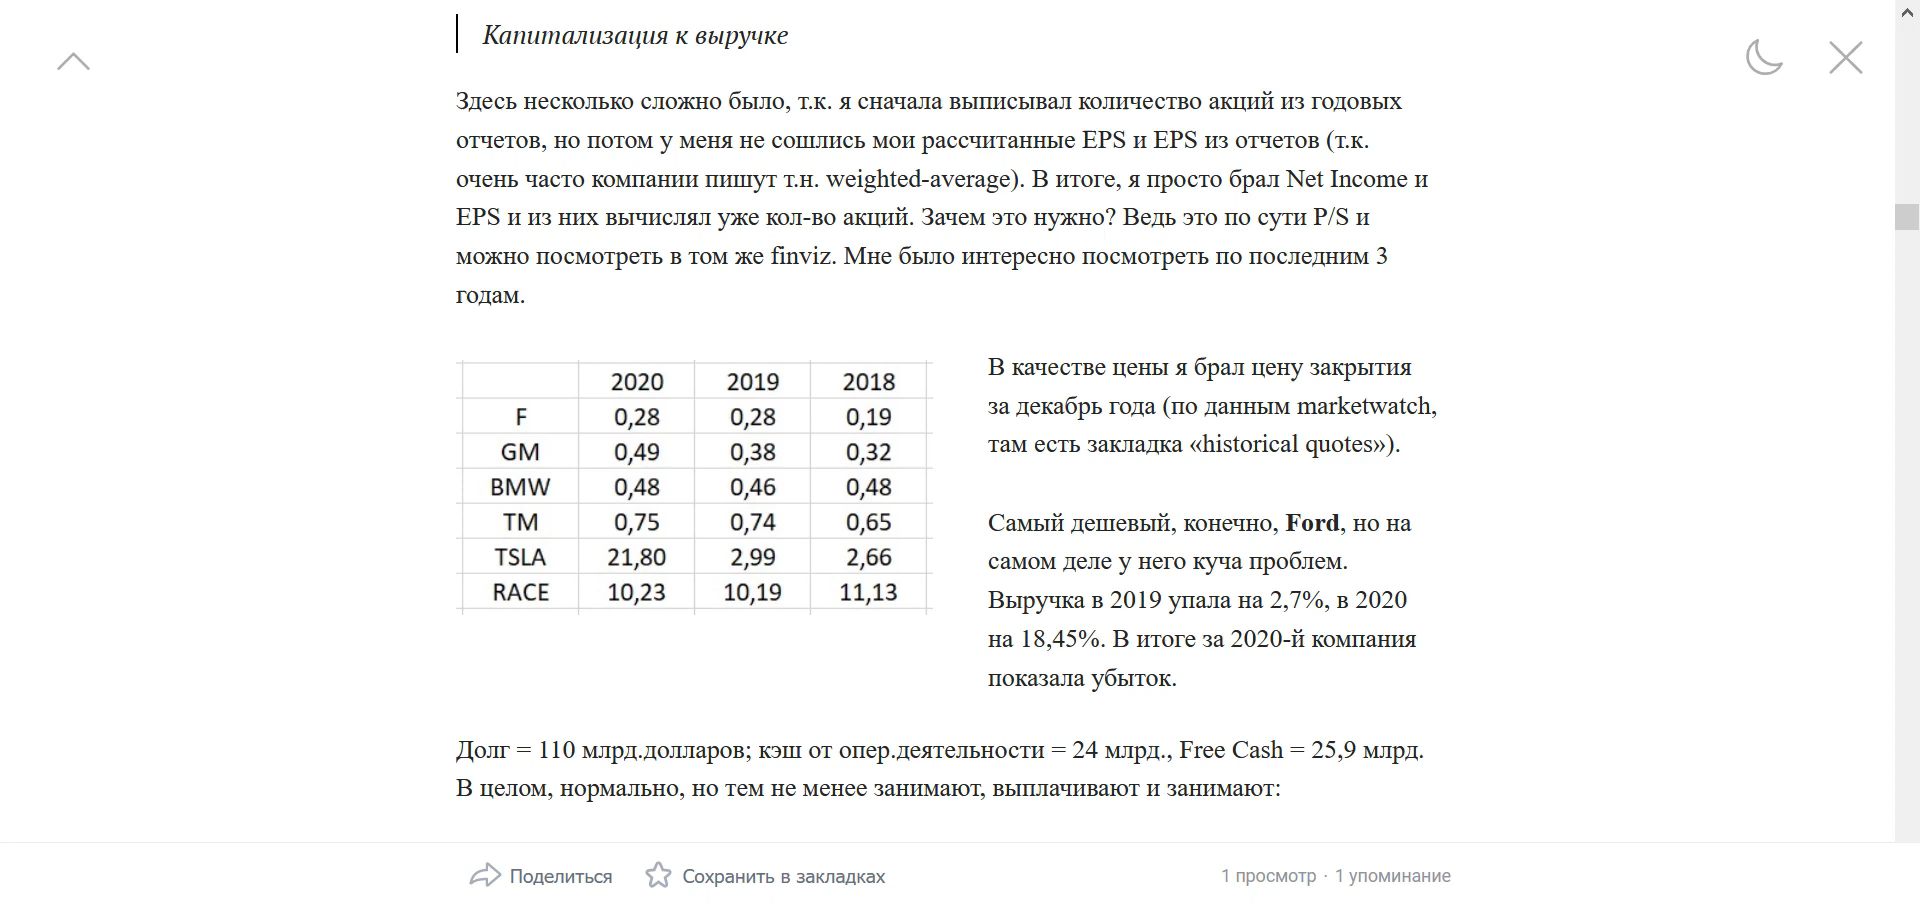 Капитализация к выручке
Здесь несколько сложно было, т.к. я сначала выписывал количество акций из годовых
отчетов, но потом у меня не сошлись мои рассчитанные EPS и EPS из отчетов (т.к.
очень часто компании пишут т.н. weighted-average). В итоге, я просто брал Net Income и
EPS и из них вычислял уже кол-во акций. Зачем это нужно? Ведь это по сути P/S и
можно посмотреть в том же finviz. Мне было интересно посмотреть по последним 3
годам.
2020 2019 2018
F 0,28 0,28 0,19
GM 0,49 0,38 0,32
BMW 0,48 0,46 0,48
TM 0,75 0,74 0,65
TSLA 21,80 2,99 2,66
RACE 10,23 10,19 11,13
В качестве цены я брал цену закрытия
за декабрь года (по данным marketwatch,
там есть закладка «historical quotes»).
Самый дешевый, конечно, Ford, но на
самом деле у него куча проблем.
Выручка в 2019 упала на 2,7%, в 2020
на 18,45%. В итоге за 2020-й компания
показала убыток.
Долг = 110 млрд.долларов; кэш от опер.деятельности = 24 млрд., Free Cash = 25,9 млрд.
В целом, нормально, но тем не менее занимают, выплачивают и занимают:
Поделиться Сохранить в закладках 1 просмотр · 1 упоминание